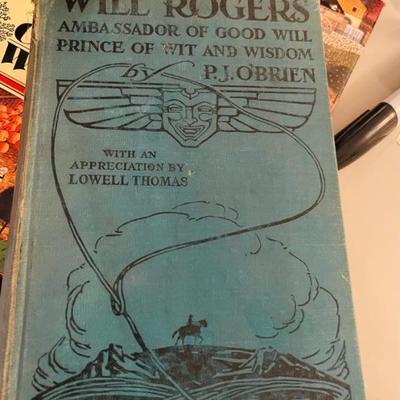 WILL ROGERS
AMBASSADOR OF GOOD WILL
PRINCE OF WIT AND WISDOM
by P.J. O'BRIEN
WITH AN
APPRECIATION BY
LOWELL THOMAS